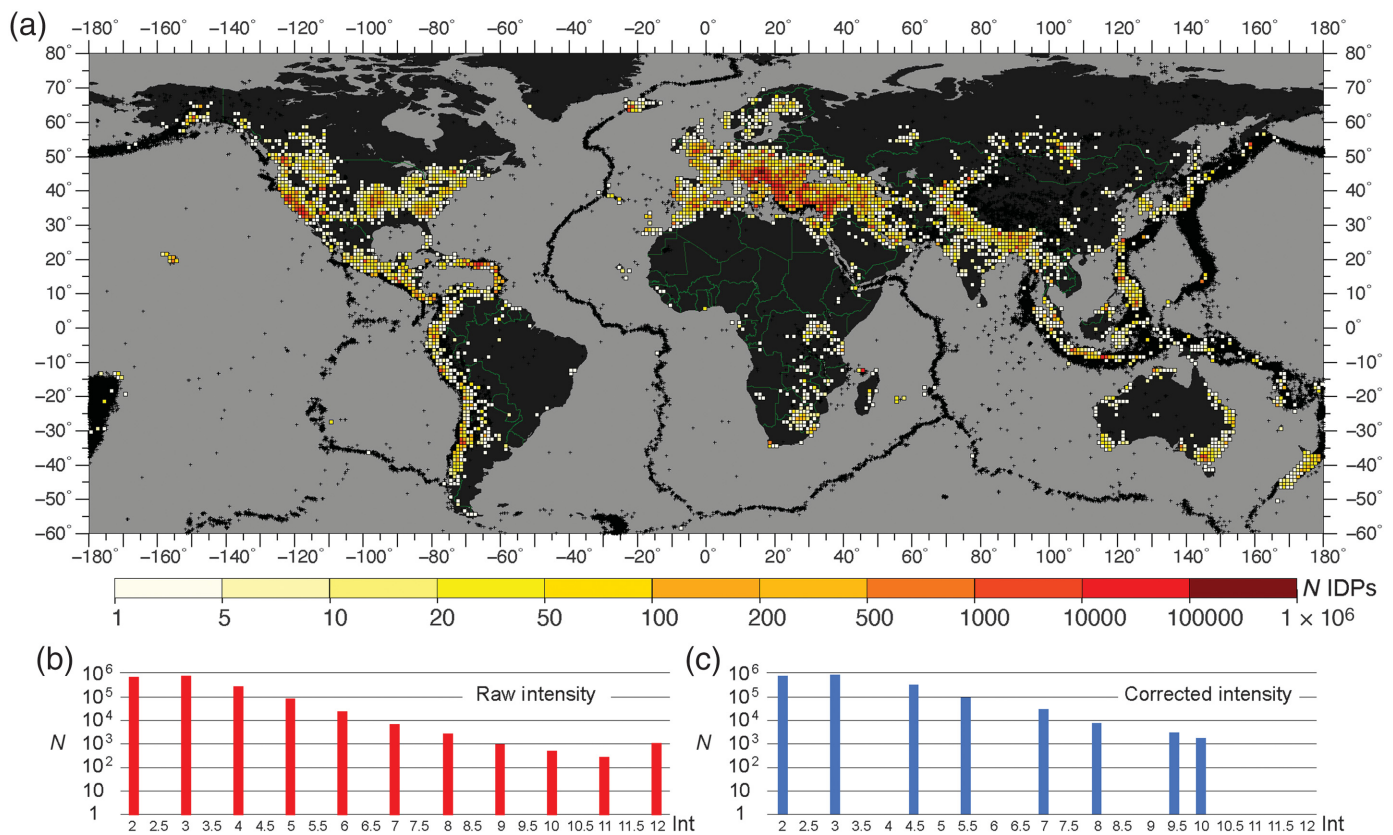 (a)
−180° −160° −140° −120° −100° −80° −60° −40° −20° 0 20° 40° 60° 80° 100° 120° 140° 160° 180°
80° 80°
70° 70°
60° 60°
50° 50°
40° 40°
30° 30°
20° 20°
10° 10°
0° 0°
−10° −10°
−20° −20°
−30° −30°
−40° −40°
−50° −50°
−60° −60°
−180 −160° −140° −120° −100° −80° −60° −40° −20° 0 20° 40° 60° 80° 100° 120° 140° 160° 180
N IDPs
1 5 10 20 50 100 200 500 1000 10000 100000 1 × 10⁶
(b)
Raw intensity
N
10⁶
10⁵
10⁴
10³
10²
10
1
2 2.5 3 3.5 4 4.5 5 5.5 6 6.5 7 7.5 8 8.5 9 9.5 10 10.5 11 11.5 12 Int
(c)
Corrected intensity
N
10⁶
10⁵
10⁴
10³
10²
10
1
2 2.5 3 3.5 4 4.5 5 5.5 6 6.5 7 7.5 8 8.5 9 9.5 10 10.5 11 11.5 12 Int